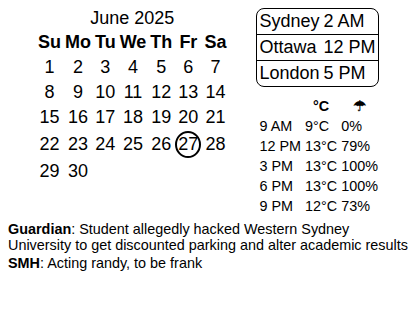 June 2025
Su Mo Tu We Th Fr Sa
1 2 3 4 5 6 7
8 9 10 11 12 13 14
15 16 17 18 19 20 21
22 23 24 25 26 27 28
29 30
Sydney 2 AM
Ottawa 12 PM
London 5 PM
°C ☂
9 AM 9°C 0%
12 PM 13°C 79%
3 PM 13°C 100%
6 PM 13°C 100%
9 PM 12°C 73%
Guardian: Student allegedly hacked Western Sydney
University to get discounted parking and alter academic results
SMH: Acting randy, to be frank